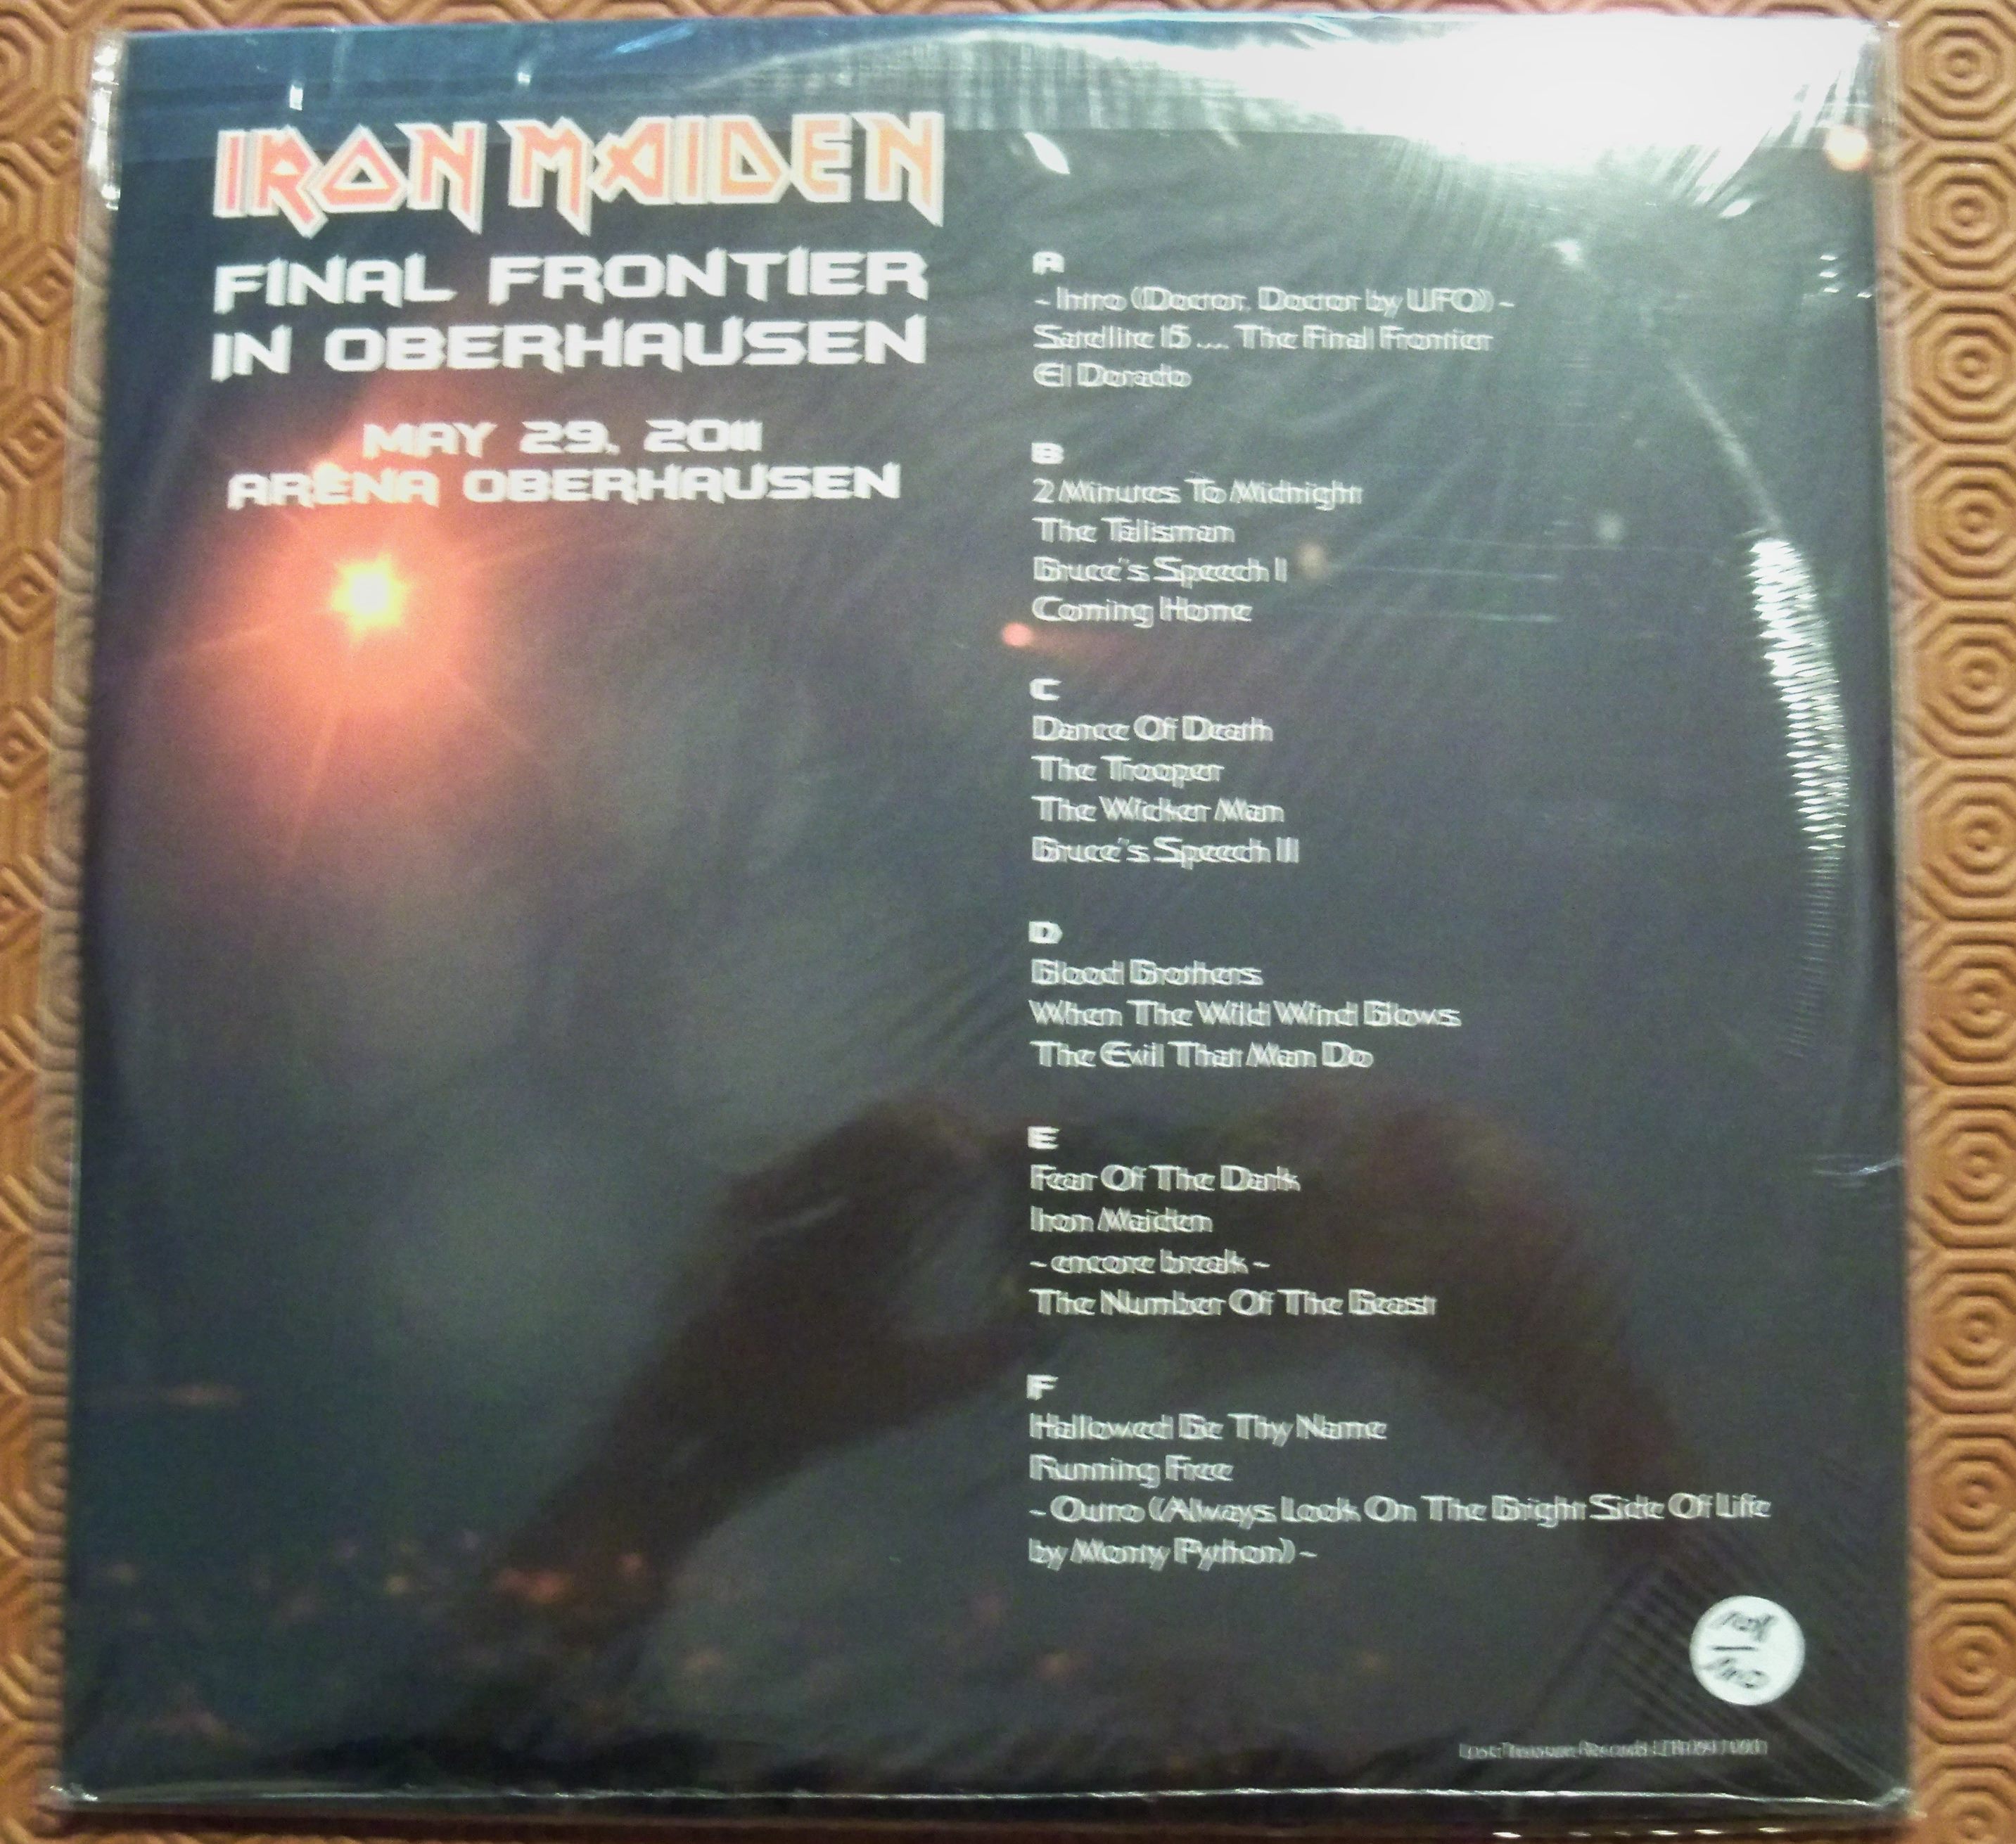 IRON MAIDEN
FINAL FRONTIER
IN OBERHAUSEN
MAY 29, 2011
ARENA OBERHAUSEN
A
- Intro (Doctor, Doctor by UFO) -
Satellite 15 .... The Final Frontier
El Dorado
B
2 Minutes To Midnight
The Talisman
Bruce's Speech I
Coming Home
C
Dance Of Death
The Trooper
The Wicker Man
Bruce's Speech II
D
Blood Brothers
When The Wild Wind Blows
The Evil That Man Do
E
Fear Of The Dark
Iron Maiden
- encore break -
The Number Of The Beast
F
Hallowed Be Thy Name
Running Free
- Outro (Always Look On The Bright Side Of Life
by Monty Python) -
Lost Treasure Records